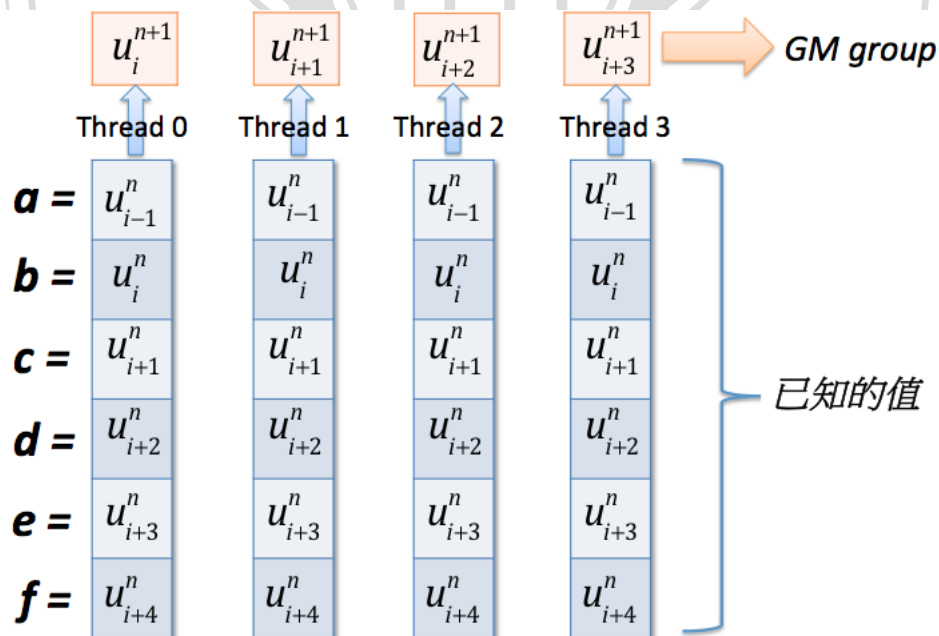 u_i^{n+1} u_{i+1}^{n+1} u_{i+2}^{n+1} u_{i+3}^{n+1} GM group
Thread 0 Thread 1 Thread 2 Thread 3
a = u_{i-1}^n u_{i-1}^n u_{i-1}^n u_{i-1}^n
b = u_i^n u_i^n u_i^n u_i^n
c = u_{i+1}^n u_{i+1}^n u_{i+1}^n u_{i+1}^n
已知的值
d = u_{i+2}^n u_{i+2}^n u_{i+2}^n u_{i+2}^n
e = u_{i+3}^n u_{i+3}^n u_{i+3}^n u_{i+3}^n
f = u_{i+4}^n u_{i+4}^n u_{i+4}^n u_{i+4}^n